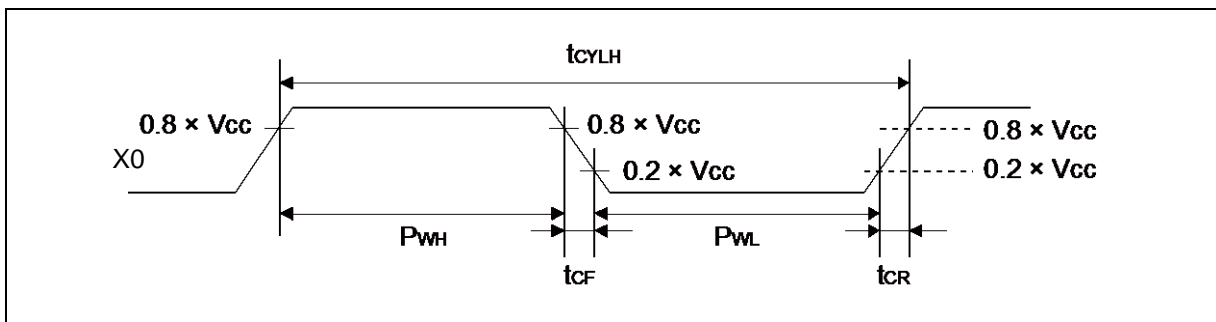 tCYLH
0.8 × Vcc
0.8 × Vcc
0.8 × Vcc
X0
0.2 × Vcc
0.2 × Vcc
PWH
PWL
tCF
tCR